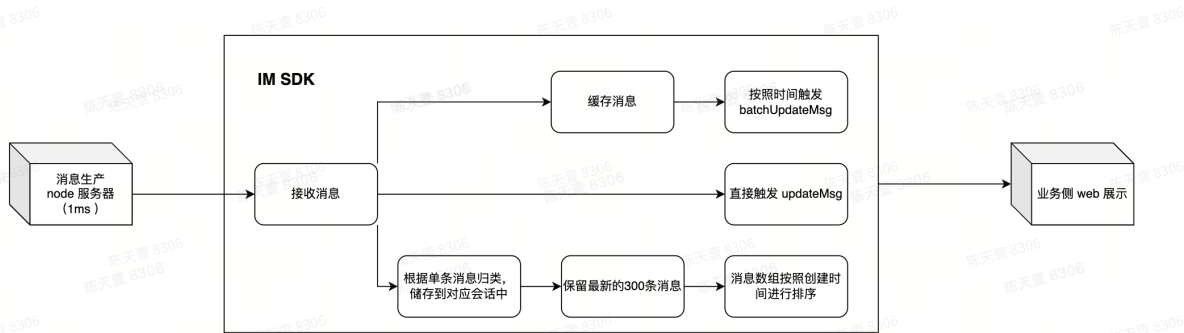 IM SDK
缓存消息
按照时间触发
batchUpdateMsg
消息生产
node 服务器
（1ms ）
接收消息
直接触发 updateMsg
业务侧 web 展示
根据单条消息归类，
储存到对应会话中
保留最新的300条消息
消息数组按照创建时
间进行排序
陈天壹 8306